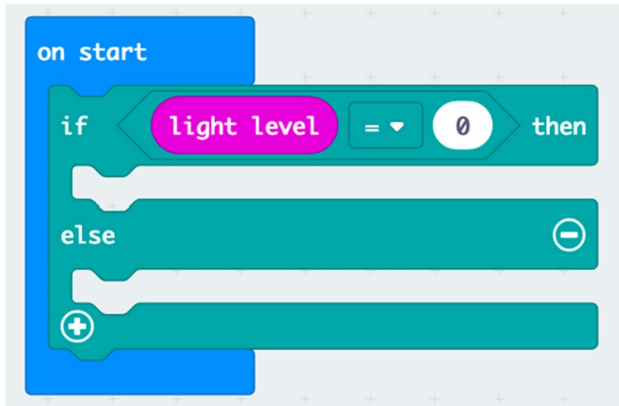 on start
if light level = 0 then
else